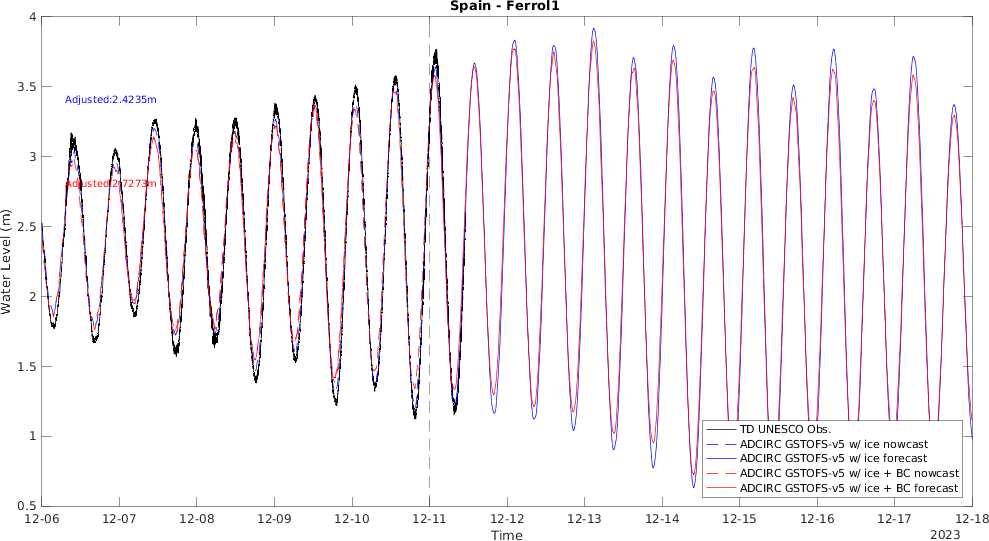 Spain - Ferrol1
Water Level (m)
4
3.5
3
2.5
2
1.5
1
0.5
Adjusted:2.4235m
Adjusted:2.7273m
TD UNESCO Obs.
ADCIRC GSTOFS-v5 w/ ice nowcast
ADCIRC GSTOFS-v5 w/ ice forecast
ADCIRC GSTOFS-v5 w/ ice + BC nowcast
ADCIRC GSTOFS-v5 w/ ice + BC forecast
12-06 12-07 12-08 12-09 12-10 12-11 12-12 12-13 12-14 12-15 12-16 12-17 12-18
Time
2023